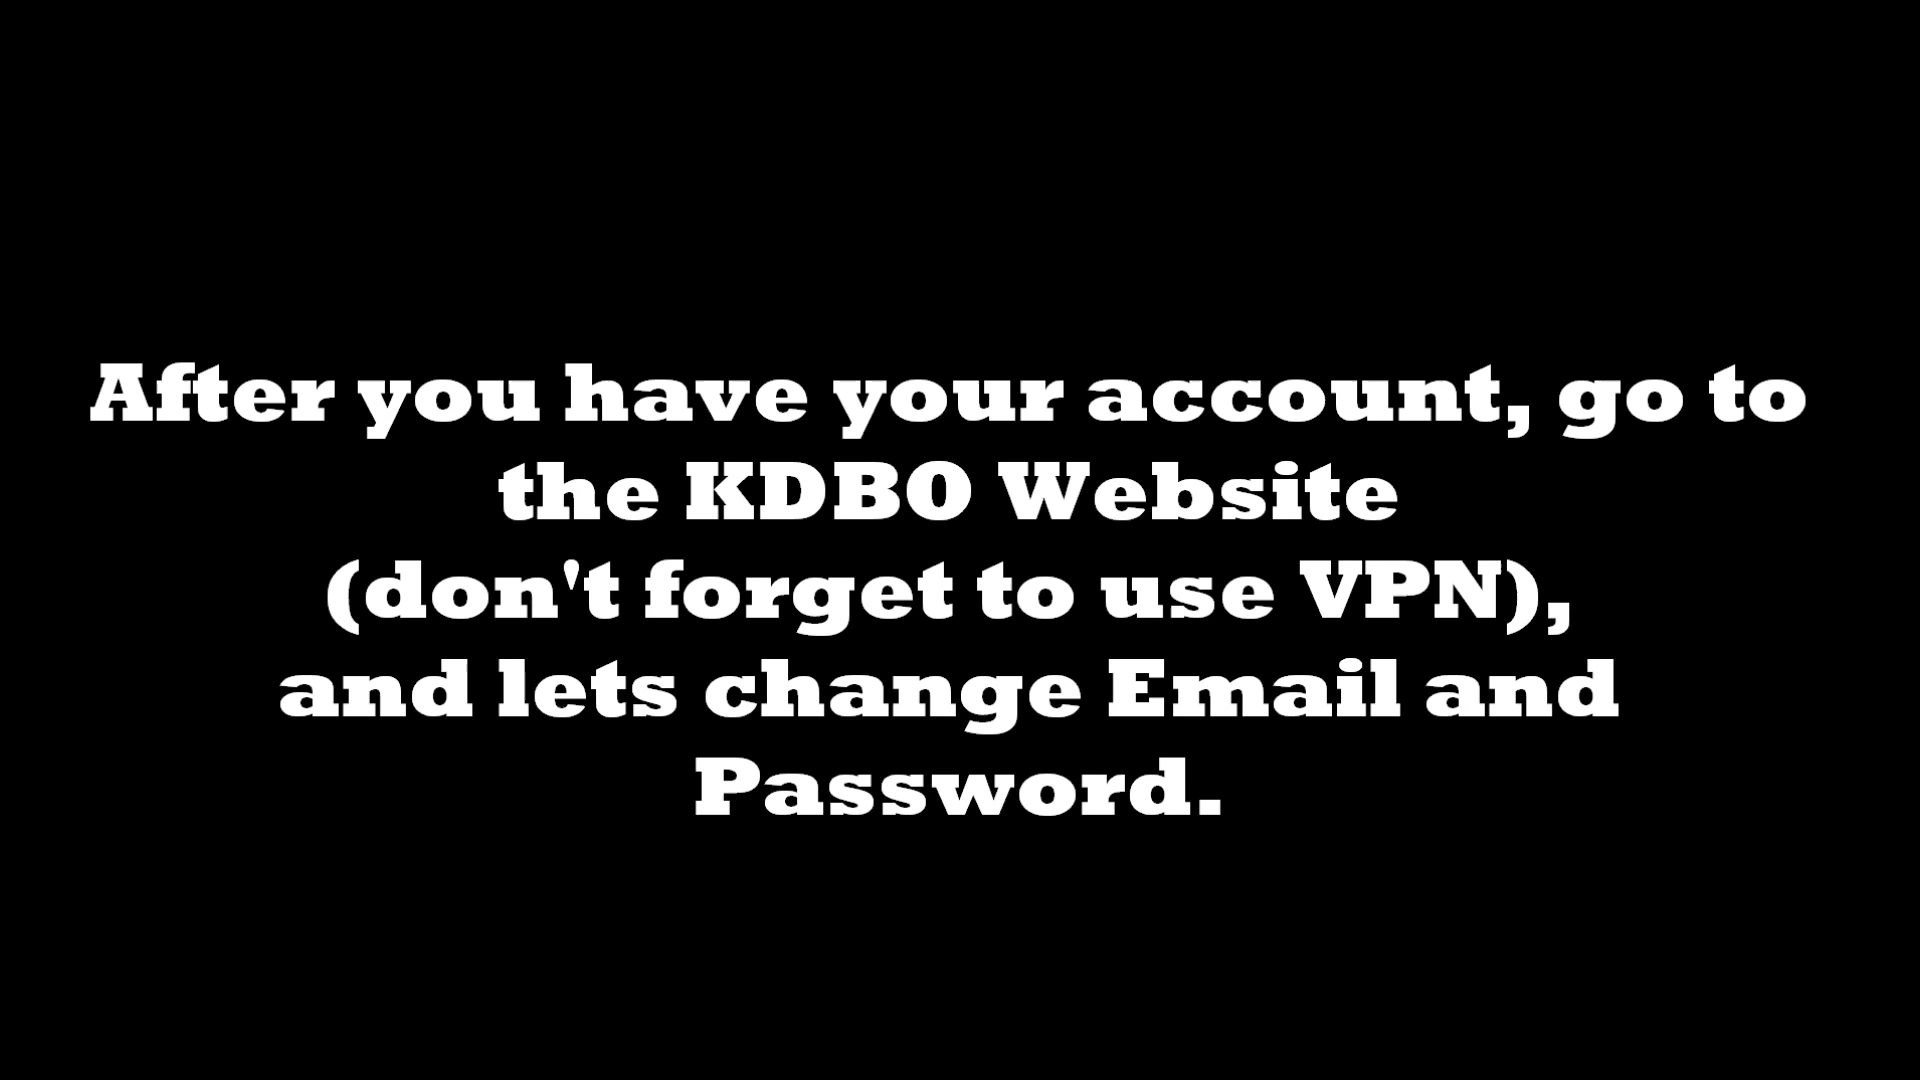 After you have your account, go to
the KDBO Website
(don't forget to use VPN),
and lets change Email and
Password.